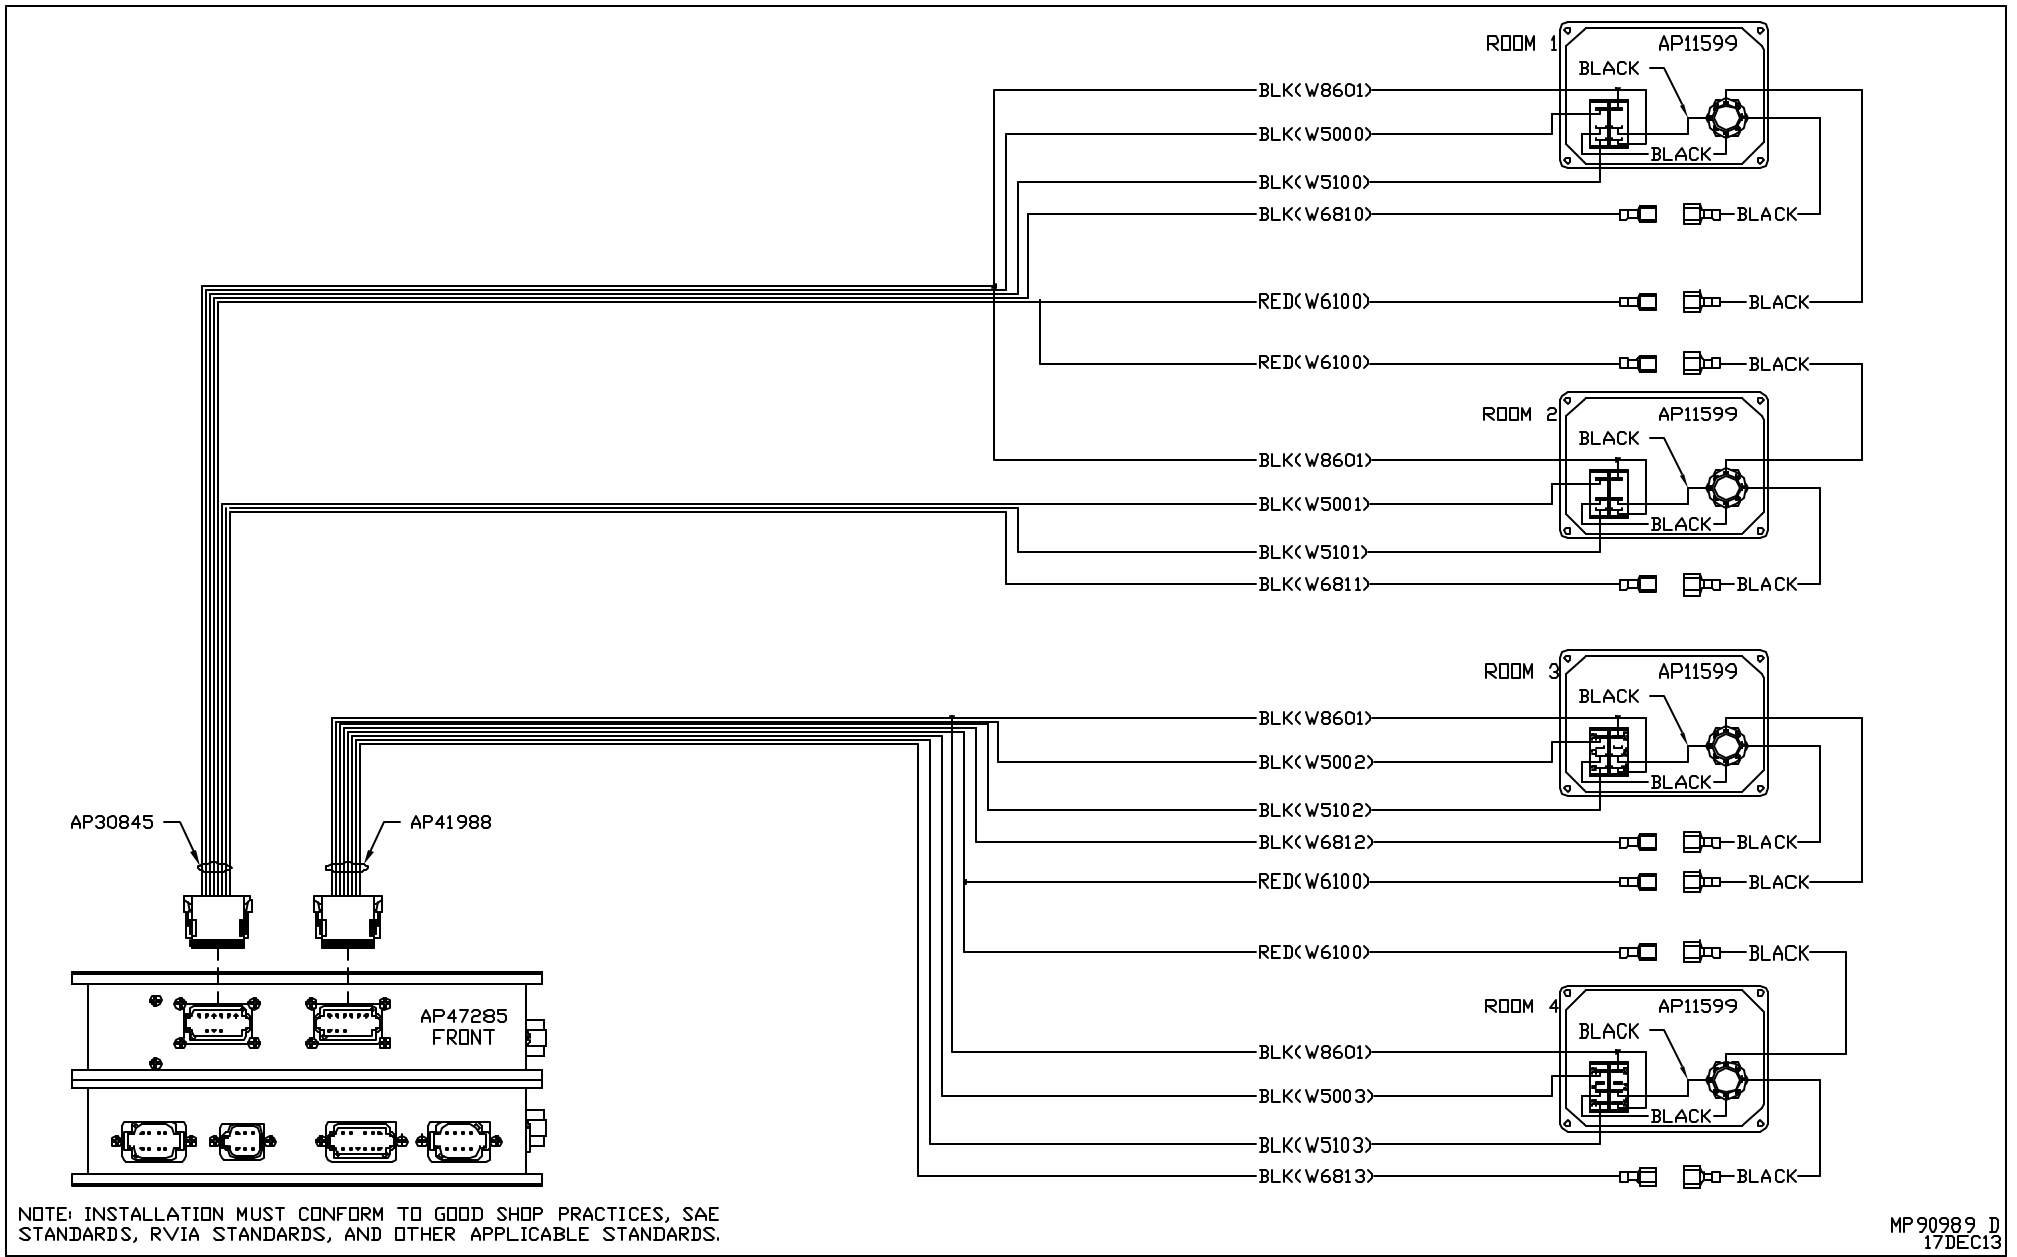 ROOM 1
AP11599
BLACK
BLK(W8601)
BLK(W5000)
BLACK
BLK(W5100)
BLK(W6810)
BLACK
RED(W6100)
BLACK
RED(W6100)
BLACK
ROOM 2
AP11599
BLACK
BLK(W8601)
BLK(W5001)
BLACK
BLK(W5101)
BLK(W6811)
BLACK
ROOM 3
AP11599
BLACK
BLK(W8601)
BLK(W5002)
BLACK
BLK(W5102)
BLK(W6812)
BLACK
RED(W6100)
BLACK
RED(W6100)
BLACK
ROOM 4
AP11599
BLACK
BLK(W8601)
BLK(W5003)
BLACK
BLK(W5103)
BLK(W6813)
BLACK
AP30845
AP41988
AP47285
FRONT
NOTE: INSTALLATION MUST CONFORM TO GOOD SHOP PRACTICES, SAE
STANDARDS, RVIA STANDARDS, AND OTHER APPLICABLE STANDARDS.
MP90989 D
17DEC13